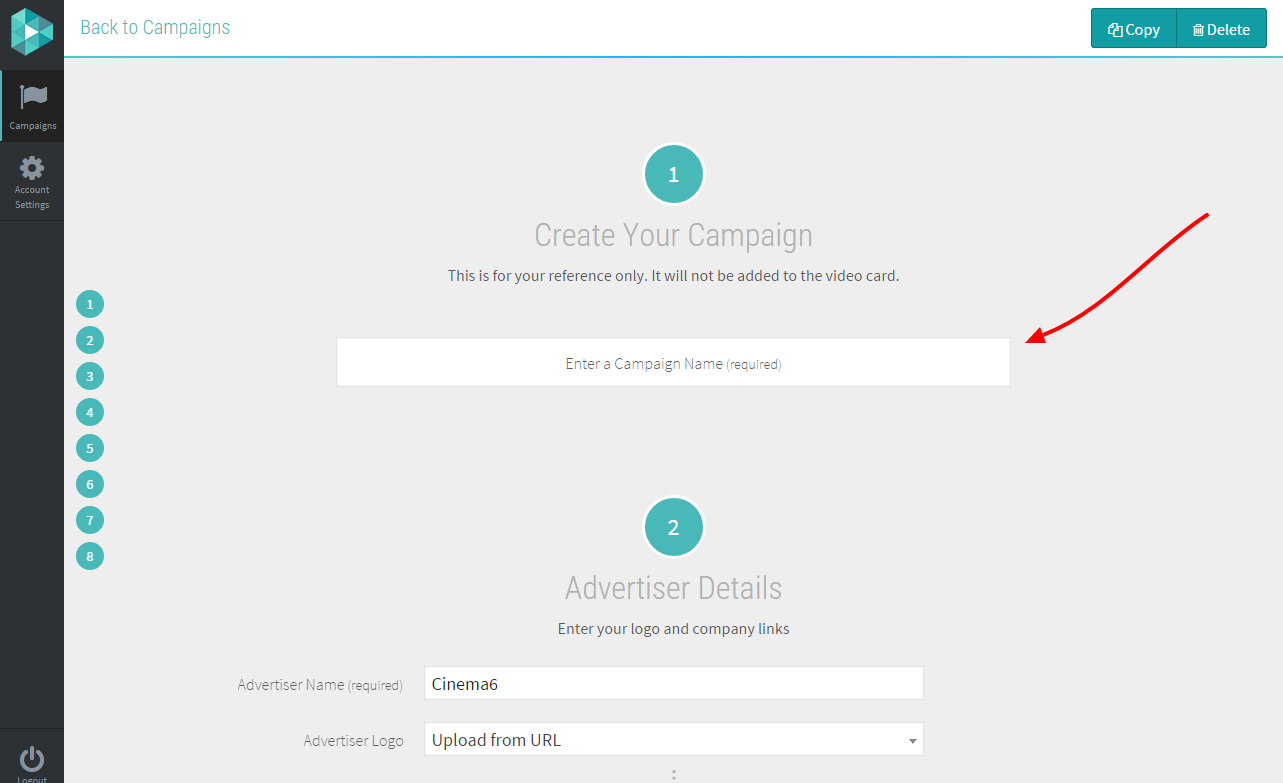 Back to Campaigns
Copy
Delete
Campaigns
Account
Settings
1
Create Your Campaign
This is for your reference only. It will not be added to the video card.
1
2
3
4
5
6
7
8
Enter a Campaign Name (required)
2
Advertiser Details
Enter your logo and company links
Advertiser Name (required)
Cinema6
Advertiser Logo
Upload from URL
Logout